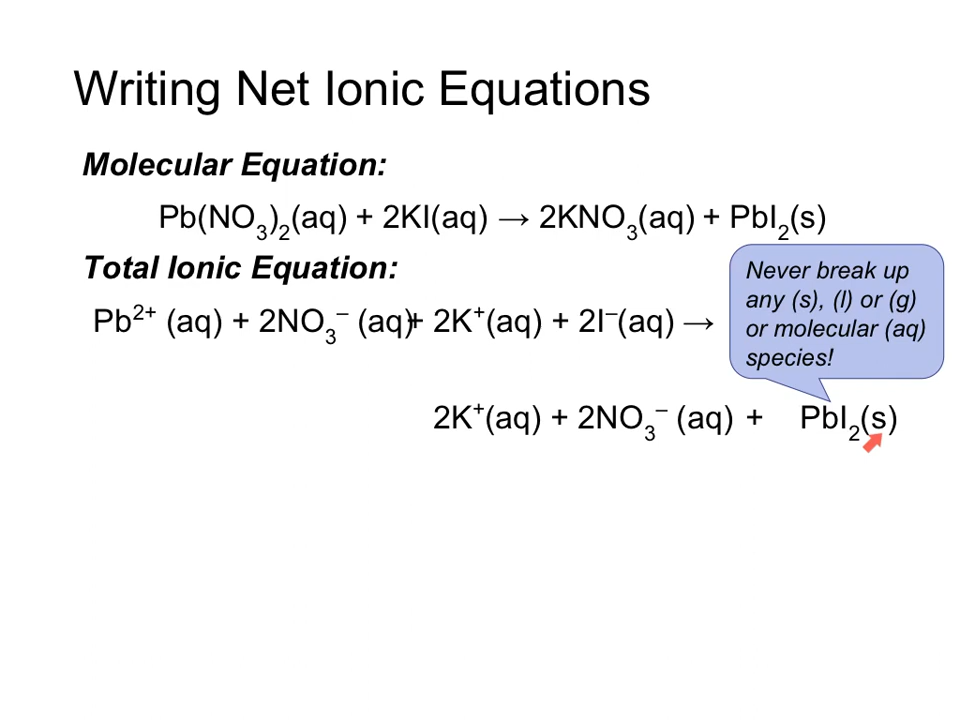 Writing Net Ionic Equations
Molecular Equation:
Pb(NO₃)₂(aq) + 2KI(aq) → 2KNO₃(aq) + PbI₂(s)
Total Ionic Equation:
Never break up
any (s), (l) or (g)
or molecular (aq)
species!
Pb²⁺ (aq) + 2NO₃⁻ (aq)+ 2K⁺(aq) + 2I⁻(aq) →
2K⁺(aq) + 2NO₃⁻ (aq) + PbI₂(s)